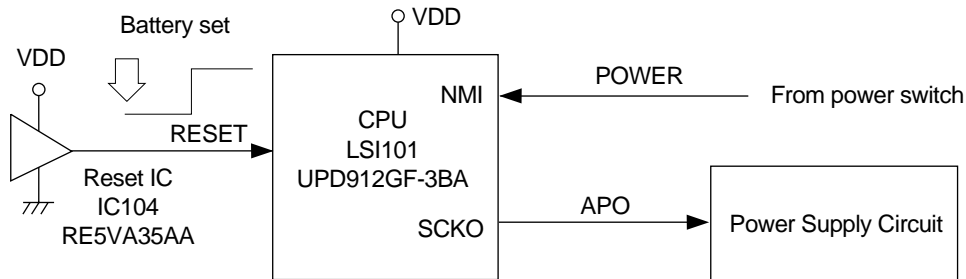 Battery set
VDD
VDD
NMI
POWER
From power switch
CPU
LSI101
UPD912GF-3BA
RESET
Reset IC
IC104
RE5VA35AA
SCKO
APO
Power Supply Circuit